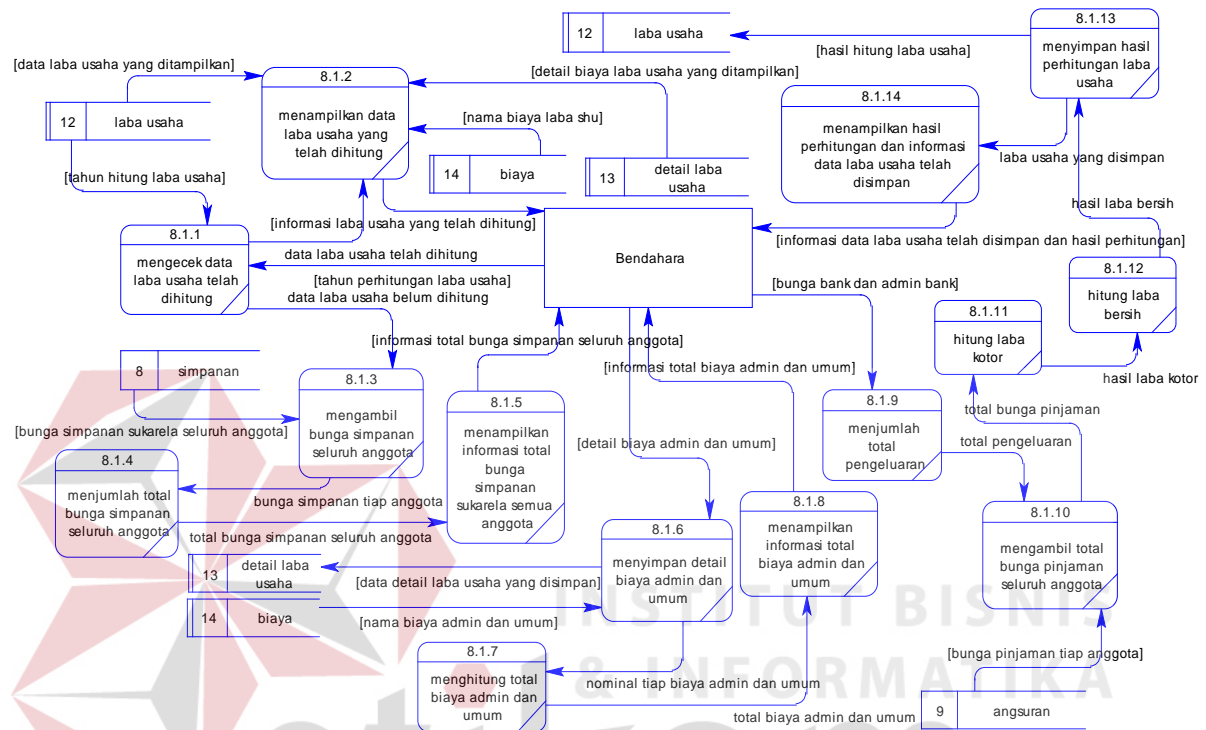 8.1.13
menyimpan hasil
perhitungan laba
usaha
12 laba usaha
[hasil hitung laba usaha]
[data laba usaha yang ditampilkan]
8.1.2
menampilkan data
laba usaha yang
telah dihitung
[detail biaya laba usaha yang ditampilkan]
8.1.14
menampilkan hasil
perhitungan dan informasi
data laba usaha telah
disimpan
12 laba usaha
[nama biaya laba shu]
14 biaya
13 detail laba
usaha
laba usaha yang disimpan
[tahun hitung laba usaha]
hasil laba bersih
[informasi laba usaha yang telah dihitung]
8.1.1
mengecek data
laba usaha telah
dihitung
data laba usaha telah dihitung
Bendahara
[informasi data laba usaha telah disimpan dan hasil perhitungan]
8.1.12
hitung laba
bersih
[tahun perhitungan laba usaha]
data laba usaha belum dihitung
[bunga bank dan admin bank]
8.1.11
hitung laba
kotor
[informasi total bunga simpanan seluruh anggota]
[informasi total biaya admin dan umum]
hasil laba kotor
8 simpanan
8.1.3
mengambil
bunga simpanan
seluruh anggota
8.1.5
menampilkan
informasi total
bunga
simpanan
sukarela semua
anggota
8.1.9
menjumlah
total
pengeluaran
total bunga pinjaman
total pengeluaran
[bunga simpanan sukarela seluruh anggota]
[detail biaya admin dan umum]
8.1.4
menjumlah total
bunga simpanan
seluruh anggota
bunga simpanan tiap anggota
total bunga simpanan seluruh anggota
8.1.8
menampilkan
informasi total
biaya admin dan
umum
8.1.10
mengambil total
bunga pinjaman
seluruh anggota
8.1.6
menyimpan detail
biaya admin dan
umum
13 detail laba
usaha
[data detail laba usaha yang disimpan]
14 biaya
[nama biaya admin dan umum]
INSTITUT BISNIS
& INFORMATIKA
8.1.7
menghitung total
biaya admin dan
umum
nominal tiap biaya admin dan umum
total biaya admin dan umum
[bunga pinjaman tiap anggota]
9 angsuran